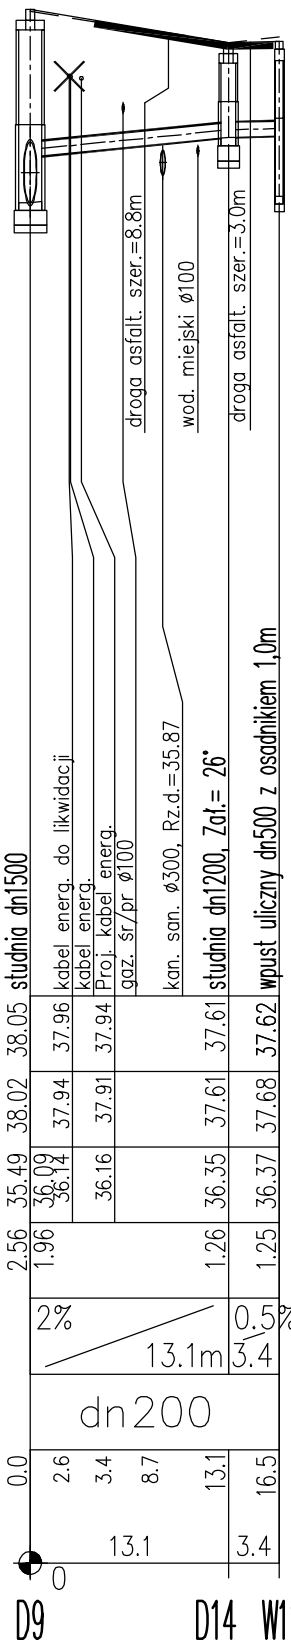 droga asfalt. szer.=8.8m
wod. miejski ø100
droga asfalt. szer.=3.0m
studnia dn1500
kabel energ. do likwidacji
kabel energ.
Proj. kabel energ.
gaz. śr/pr ø100
kan. san. ø300, Rz.d.=35.87
studnia dn1200, Zał.= 26°
wpust uliczny dn500 z osadnikiem 1,0m
38.05 37.96 37.94 37.61 37.62
38.02 37.94 37.91 37.61 37.68
35.49 36.09 36.14 36.16 36.35 36.37
2.56 1.96 1.26 1.25
2% 0.5%
13.1m 3.4
dn200
0.0 2.6 3.4 8.7 13.1 16.5
13.1 3.4
0
D9 D14 W1